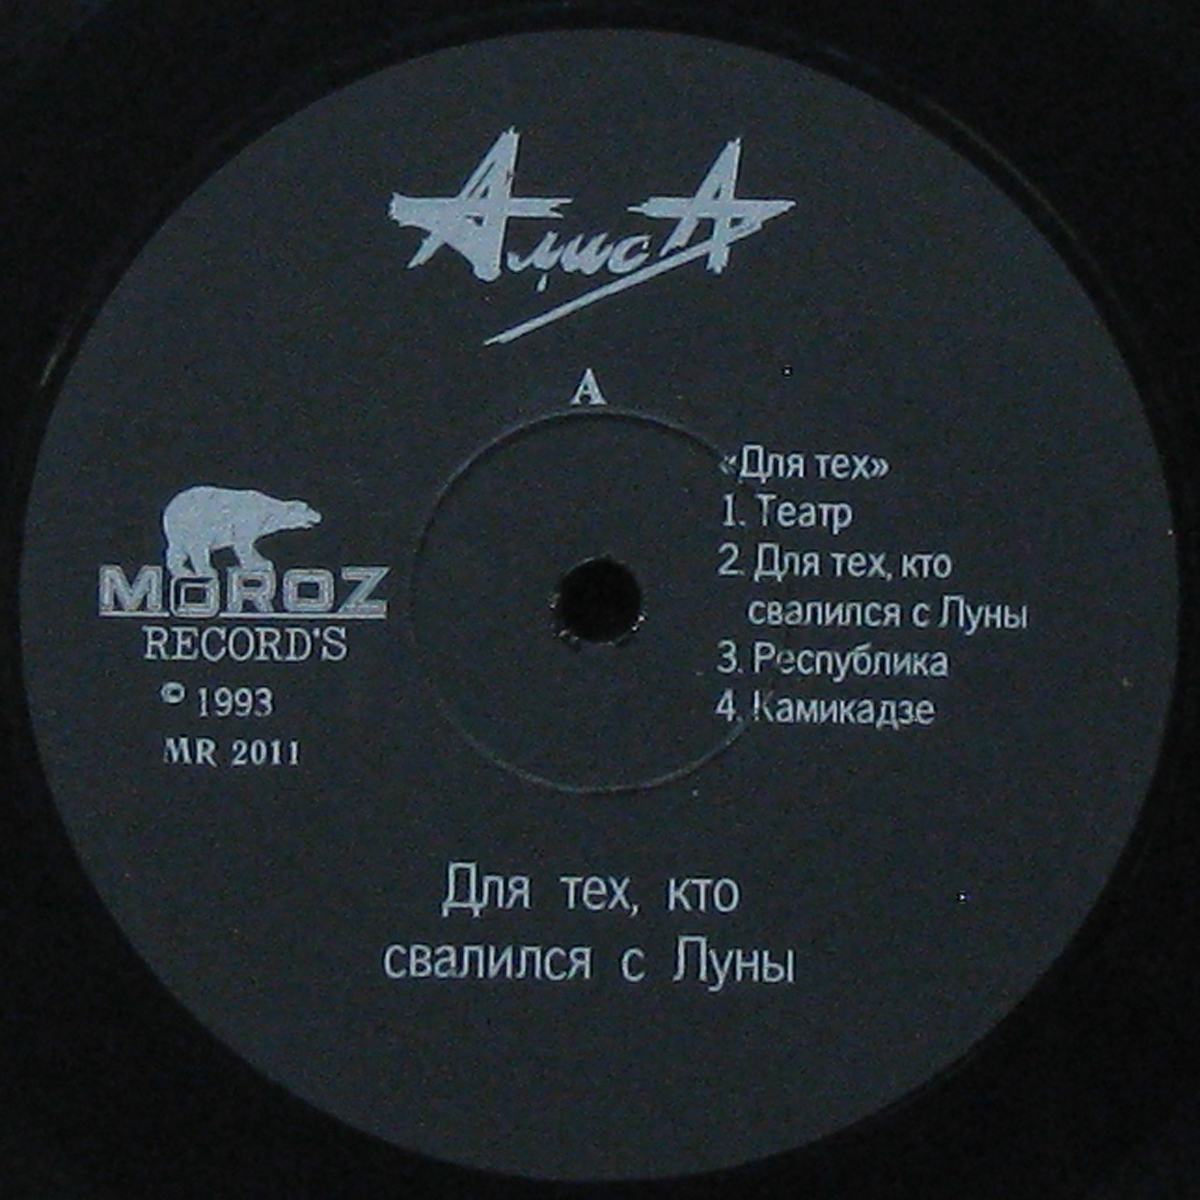 Алиса
A
«Для тех»
1. Театр
2. Для тех, кто
свалился с Луны
3. Республика
4. Камикадзе
MOROZ
RECORD'S
© 1993
MR 2011
Для тех, кто
свалился с Луны